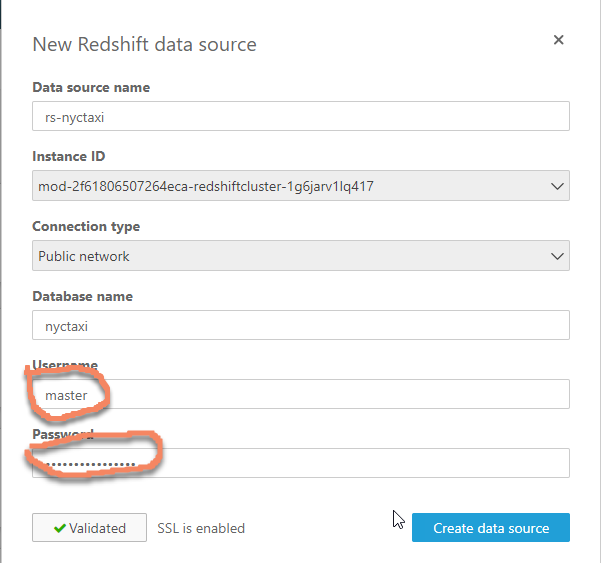 New Redshift data source
Data source name
rs-nyctaxi
Instance ID
mod-2f61806507264eca-redshiftcluster-1g6jarv1lq417
Connection type
Public network
Database name
nyctaxi
Username
master
Password
••••••••••••••••
Validated SSL is enabled Create data source